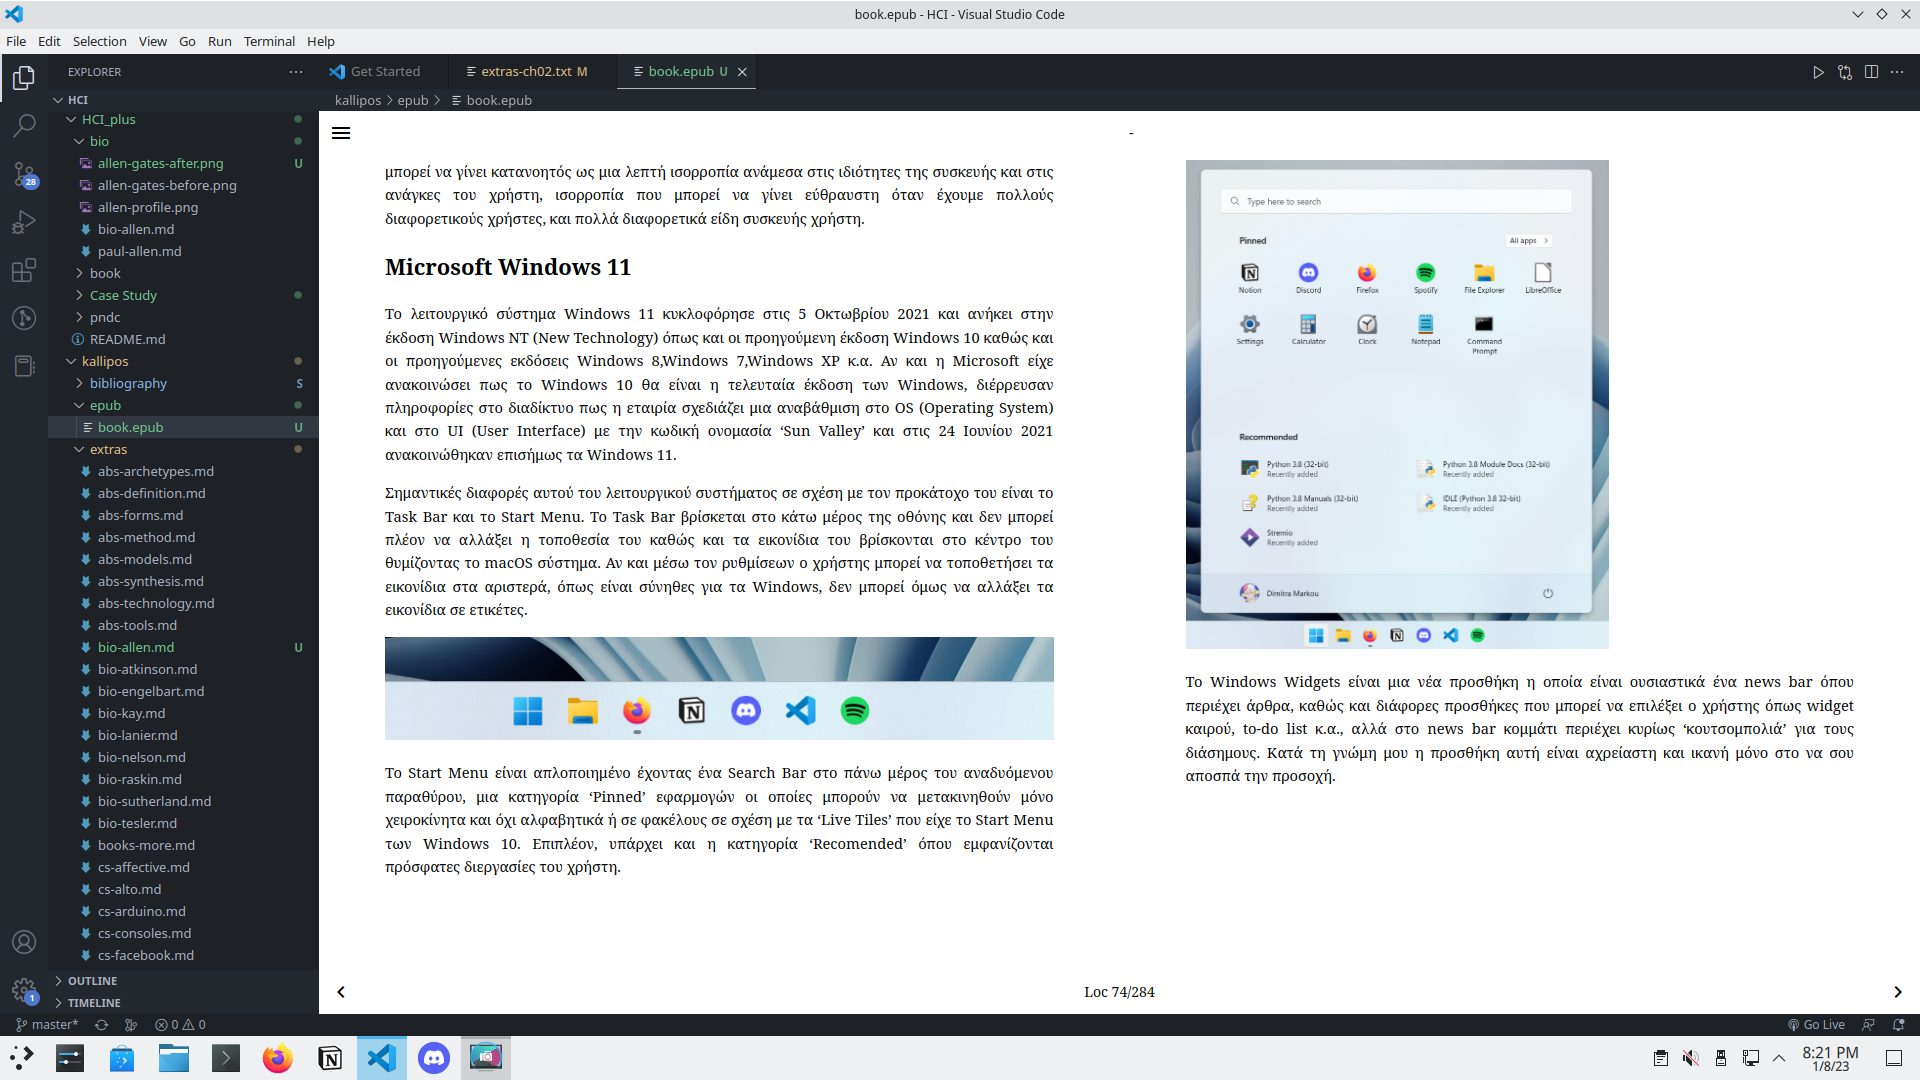 book.epub - HCI - Visual Studio Code
File Edit Selection View Go Run Terminal Help
EXPLORER
HCI
HCI_plus
bio
allen-gates-after.png U
allen-gates-before.png
allen-profile.png
bio-allen.md
paul-allen.md
book
Case Study
pndc
README.md
kallipos
bibliography S
epub
book.epub U
extras
abs-archetypes.md
abs-definition.md
abs-forms.md
abs-method.md
abs-models.md
abs-synthesis.md
abs-technology.md
abs-tools.md
bio-allen.md U
bio-atkinson.md
bio-engelbart.md
bio-kay.md
bio-lanier.md
bio-nelson.md
bio-raskin.md
bio-sutherland.md
bio-tesler.md
books-more.md
cs-affective.md
cs-alto.md
cs-arduino.md
cs-consoles.md
cs-facebook.md
OUTLINE
TIMELINE
28
1
Get Started
extras-ch02.txt M
book.epub U
kallipos > epub > book.epub
-
μπορεί να γίνει κατανοητός ως μια λεπτή ισορροπία ανάμεσα στις ιδιότητες της συσκευής και στις
ανάγκες του χρήστη, ισορροπία που μπορεί να γίνει εύθραυστη όταν έχουμε πολλούς
διαφορετικούς χρήστες, και πολλά διαφορετικά είδη συσκευής χρήστη.
Microsoft Windows 11
Το λειτουργικό σύστημα Windows 11 κυκλοφόρησε στις 5 Οκτωβρίου 2021 και ανήκει στην
έκδοση Windows NT (New Technology) όπως και οι προηγούμενη έκδοση Windows 10 καθώς και
οι προηγούμενες εκδόσεις Windows 8,Windows 7,Windows XP κ.α. Αν και η Microsoft είχε
ανακοινώσει πως το Windows 10 θα είναι η τελευταία έκδοση των Windows, διέρρευσαν
πληροφορίες στο διαδίκτυο πως η εταιρία σχεδιάζει μια αναβάθμιση στο OS (Operating System)
και στο UI (User Interface) με την κωδική ονομασία ‘Sun Valley’ και στις 24 Ιουνίου 2021
ανακοινώθηκαν επισήμως τα Windows 11.
Σημαντικές διαφορές αυτού του λειτουργικού συστήματος σε σχέση με τον προκάτοχο του είναι το
Task Bar και το Start Menu. Το Task Bar βρίσκεται στο κάτω μέρος της οθόνης και δεν μπορεί
πλέον να αλλάξει η τοποθεσία του καθώς και τα εικονίδια του βρίσκονται στο κέντρο του
θυμίζοντας το macOS σύστημα. Αν και μέσω τον ρυθμίσεων ο χρήστης μπορεί να τοποθετήσει τα
εικονίδια στα αριστερά, όπως είναι σύνηθες για τα Windows, δεν μπορεί όμως να αλλάξει τα
εικονίδια σε ετικέτες.
Το Start Menu είναι απλοποιημένο έχοντας ένα Search Bar στο πάνω μέρος του αναδυόμενου
παραθύρου, μια κατηγορία ‘Pinned’ εφαρμογών οι οποίες μπορούν να μετακινηθούν μόνο
χειροκίνητα και όχι αλφαβητικά ή σε φακέλους σε σχέση με τα ‘Live Tiles’ που είχε το Start Menu
των Windows 10. Επιπλέον, υπάρχει και η κατηγορία ‘Recomended’ όπου εμφανίζονται
πρόσφατες διεργασίες του χρήστη.
Type here to search
Pinned All apps >
Notion Discord Firefox Spotify File Explorer LibreOffice
Settings Calculator Clock Notepad Command Prompt
Recommended
Python 3.8 (32-bit) Python 3.8 Module Docs (32-bit)
Recently added Recently added
Python 3.8 Manuals (32-bit) IDLE (Python 3.8 32-bit)
Recently added Recently added
Stremio
Recently added
Dimitra Markou
Το Windows Widgets είναι μια νέα προσθήκη η οποία είναι ουσιαστικά ένα news bar όπου
περιέχει άρθρα, καθώς και διάφορες προσθήκες που μπορεί να επιλέξει ο χρήστης όπως widget
καιρού, to-do list κ.α., αλλά στο news bar κομμάτι περιέχει κυρίως ‘κουτσομπολιά’ για τους
διάσημους. Κατά τη γνώμη μου η προσθήκη αυτή είναι αχρείαστη και ικανή μόνο στο να σου
αποσπά την προσοχή.
Loc 74/284
master* 0 0 Go Live
8:21 PM
1/8/23